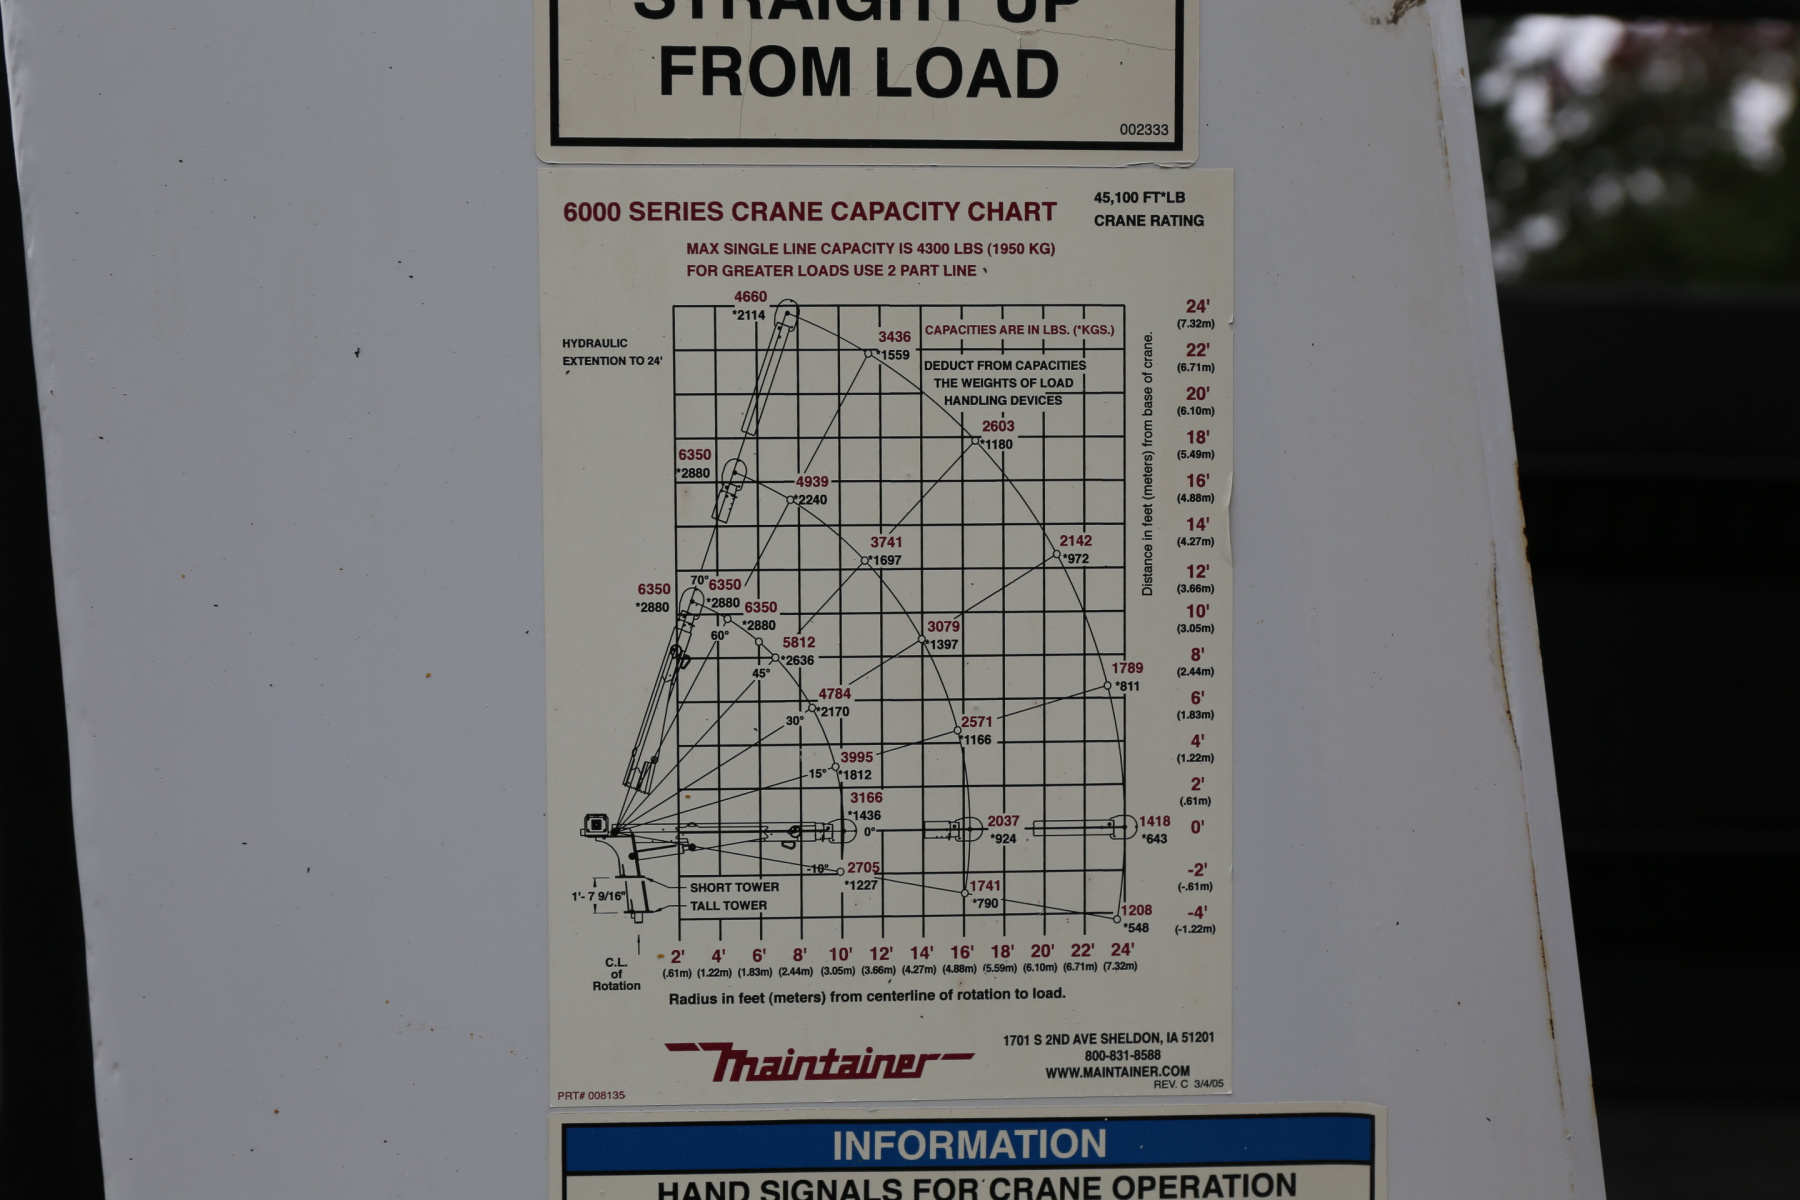 STRAIGHT UP
FROM LOAD
002333
6000 SERIES CRANE CAPACITY CHART
45,100 FT*LB
CRANE RATING
MAX SINGLE LINE CAPACITY IS 4300 LBS (1950 KG)
FOR GREATER LOADS USE 2 PART LINE
HYDRAULIC
EXTENTION TO 24'
CAPACITIES ARE IN LBS. (*KGS.)
DEDUCT FROM CAPACITIES
THE WEIGHTS OF LOAD
HANDLING DEVICES
4660
*2114
3436
*1559
2603
*1180
2142
*972
1789
*811
1418
*643
1208
*548
6350
*2880
4939
*2240
3741
*1697
3079
*1397
2571
*1166
2037
*924
1741
*790
6350
*2880
6350
*2880
6350
*2880
5812
*2636
4784
*2170
3995
*1812
3166
*1436
2705
*1227
70°
60°
45°
30°
15°
0°
-10°
Distance in feet (meters) from base of crane.
24'
(7.32m)
22'
(6.71m)
20'
(6.10m)
18'
(5.49m)
16'
(4.88m)
14'
(4.27m)
12'
(3.66m)
10'
(3.05m)
8'
(2.44m)
6'
(1.83m)
4'
(1.22m)
2'
(.61m)
0'
-2'
(-.61m)
-4'
(-1.22m)
1'- 7 9/16"
SHORT TOWER
TALL TOWER
C.L.
of
Rotation
2' 4' 6' 8' 10' 12' 14' 16' 18' 20' 22' 24'
(.61m) (1.22m) (1.83m) (2.44m) (3.05m) (3.66m) (4.27m) (4.88m) (5.59m) (6.10m) (6.71m) (7.32m)
Radius in feet (meters) from centerline of rotation to load.
Maintainer
1701 S 2ND AVE SHELDON, IA 51201
800-831-8588
WWW.MAINTAINER.COM
REV. C 3/4/05
PRT# 008135
INFORMATION
HAND SIGNALS FOR CRANE OPERATION